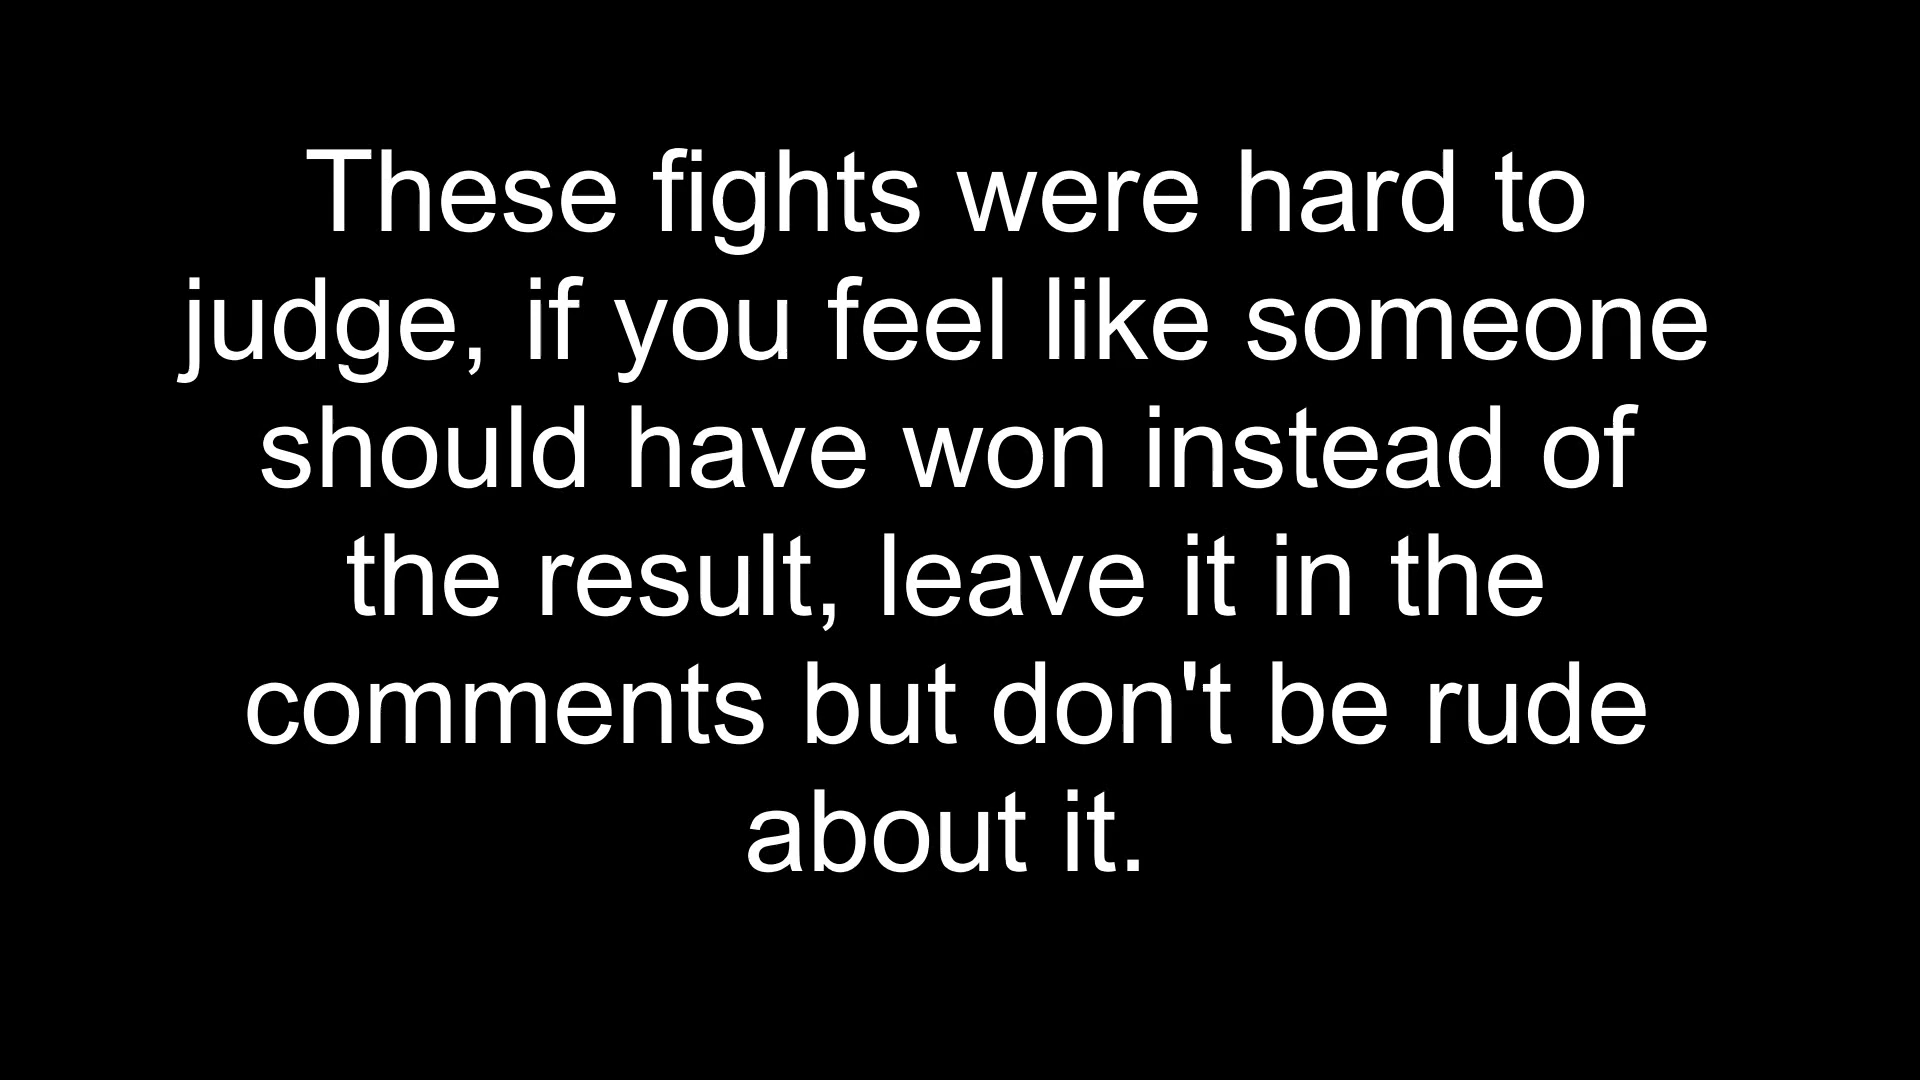 These fights were hard to
judge, if you feel like someone
should have won instead of
the result, leave it in the
comments but don't be rude
about it.